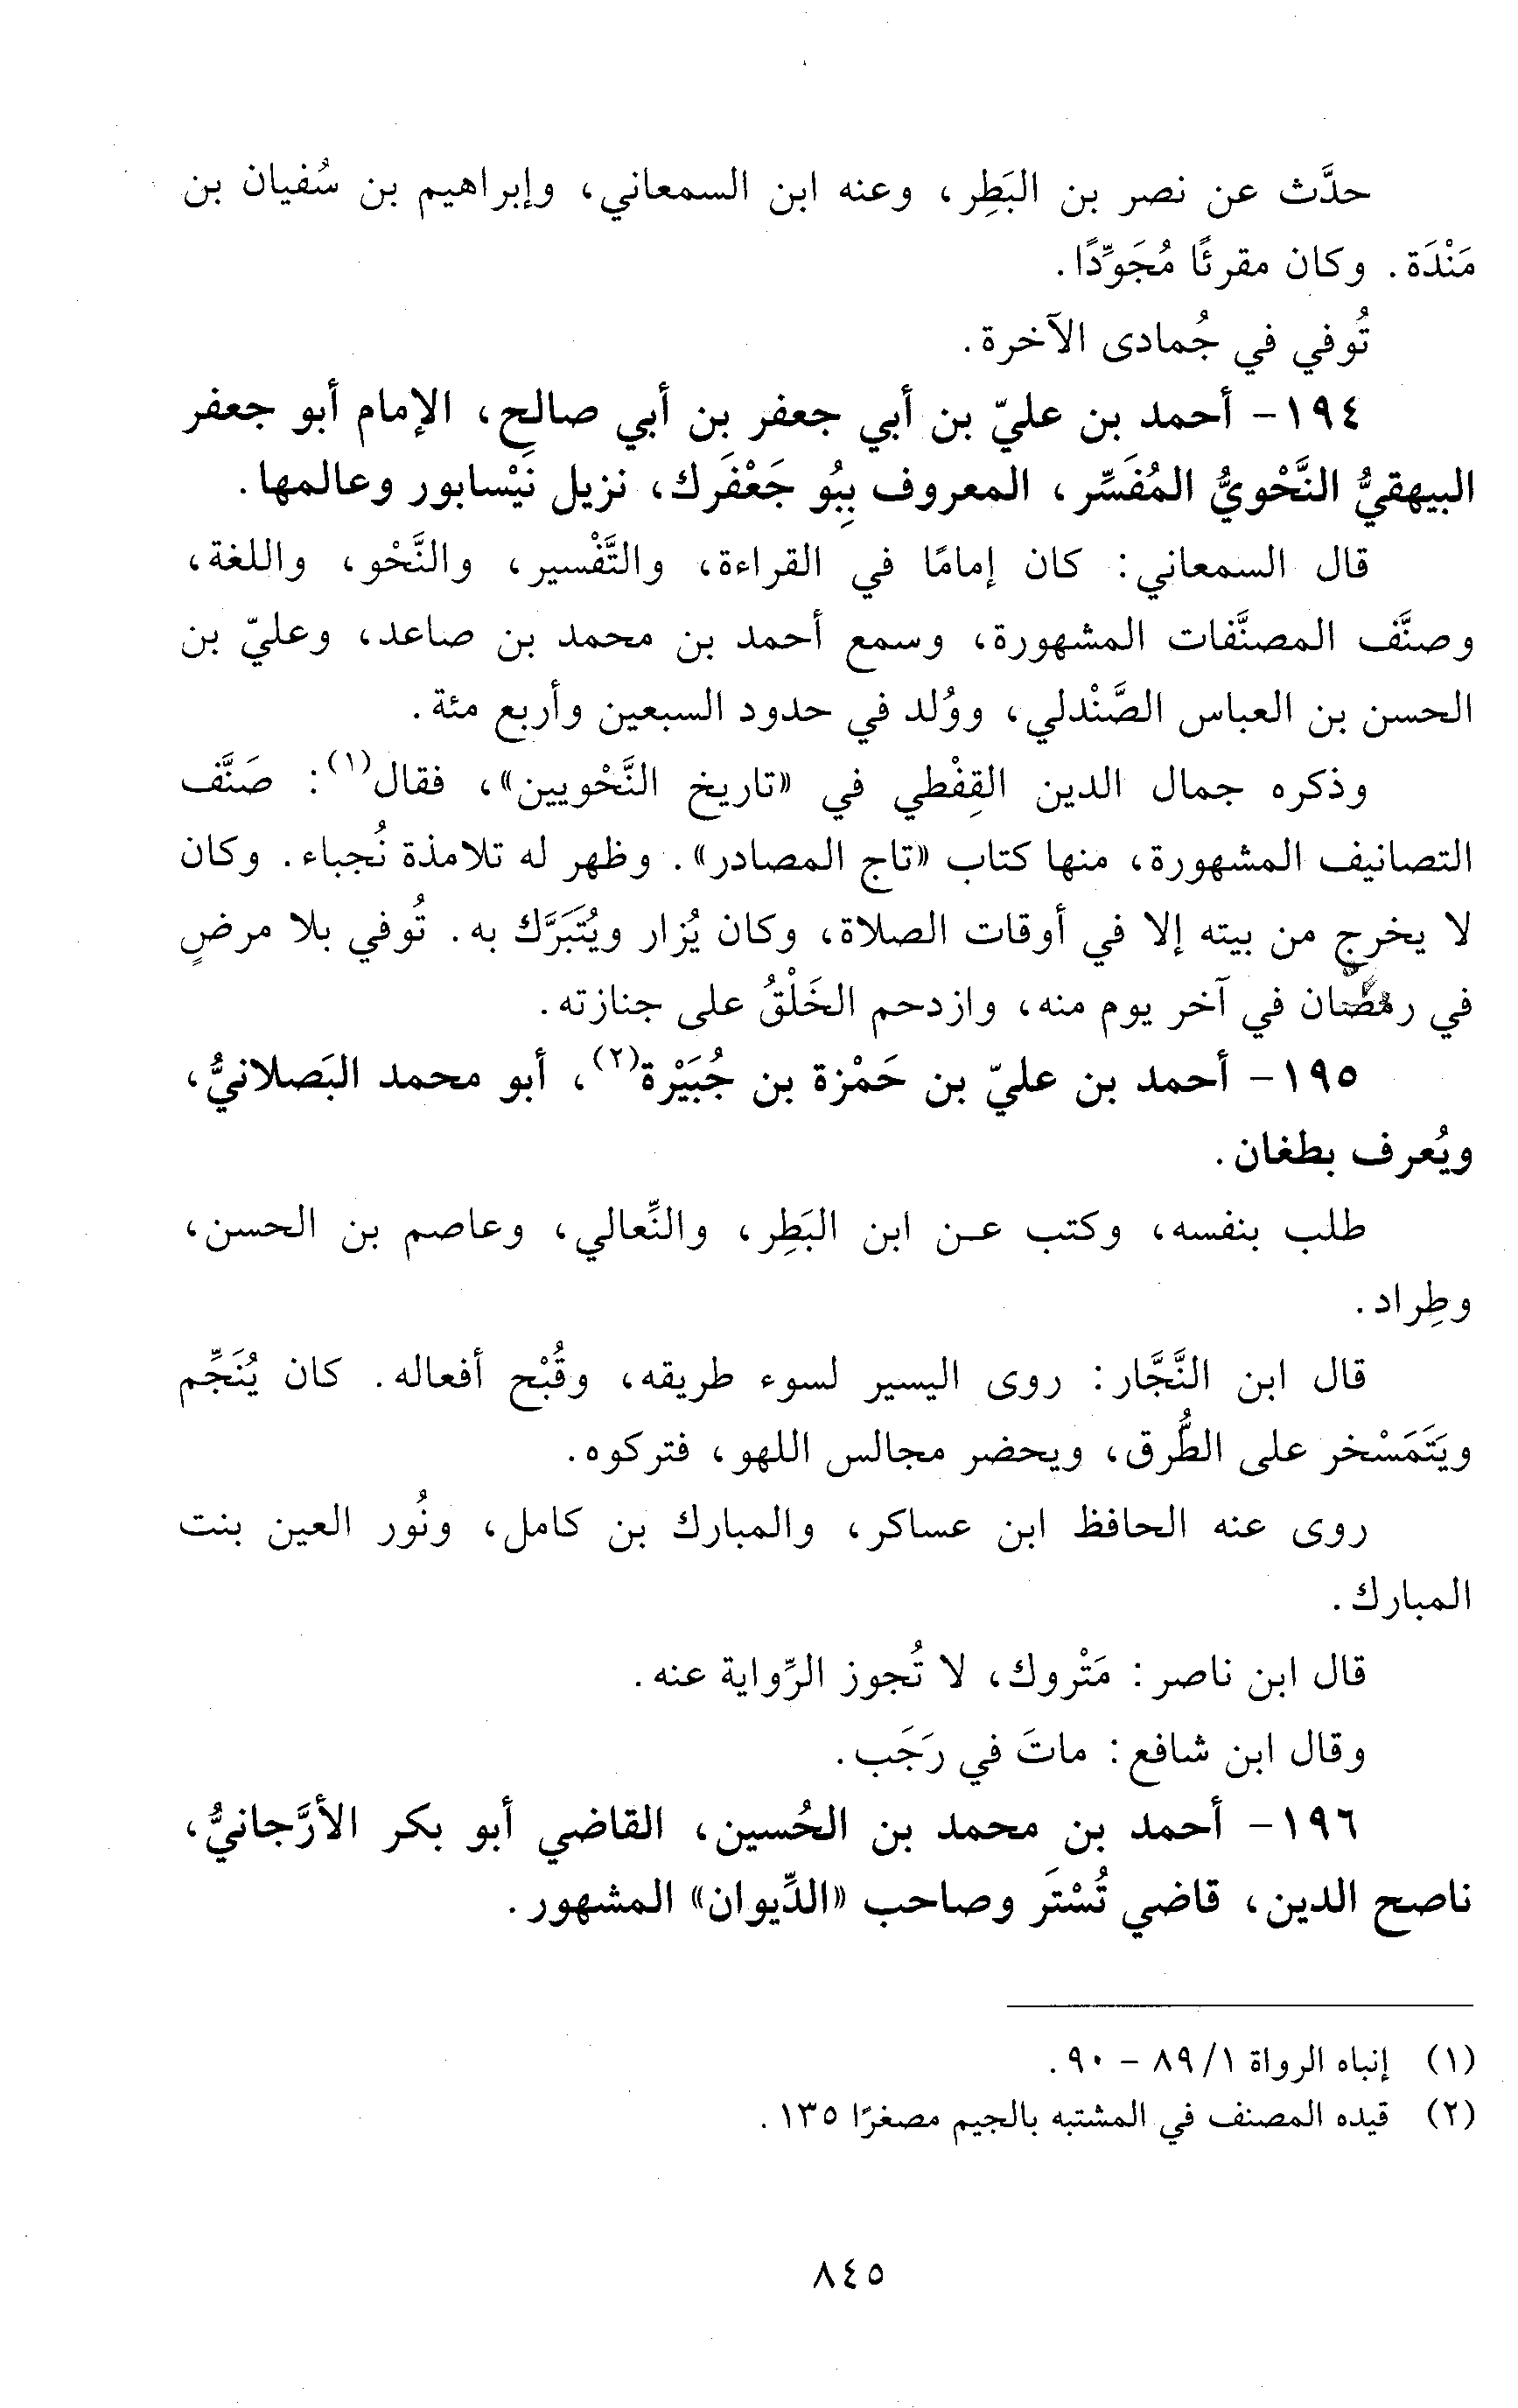 حدَّث عن نصر بن البَطِر، وعنه ابن السمعاني، وإبراهيم بن سُفيان بن
مَنْدَة. وكان مقرئًا مُجَوِّدًا.
تُوفي في جُمادى الآخرة.
١٩٤- أحمد بن عليّ بن أبي جعفر بن أبي صالح، الإمام أبو جعفر
البيهقيُّ النَّحْويُّ المُفَسِّر، المعروف بِبُو جَعْفَرك، نزيل نَيْسابور وعالمها.
قال السمعاني: كان إمامًا في القراءة، والتَّفْسير، والنَّحْو، واللغة،
وصنَّف المصنَّفات المشهورة، وسمع أحمد بن محمد بن صاعد، وعليّ بن
الحسن بن العباس الصَّنْدلي، ووُلد في حدود السبعين وأربع مئة.
وذكره جمال الدين القِفْطي في «تاريخ النَّحْويين»، فقال(١): صَنَّف
التصانيف المشهورة، منها كتاب «تاج المصادر». وظهر له تلامذة نُجباء. وكان
لا يخرج من بيته إلا في أوقات الصلاة، وكان يُزار ويُتَبَرَّك به. تُوفي بلا مرضٍ
في رمضان في آخر يوم منه، وازدحم الخَلْقُ على جنازته.
١٩٥- أحمد بن عليّ بن حَمْزة بن جُبَيْرة(٢)، أبو محمد البَصلانيُّ،
ويُعرف بطغان.
طلب بنفسه، وكتب عن ابن البَطِر، والنِّعالي، وعاصم بن الحسن،
وطِراد.
قال ابن النَّجَّار: روى اليسير لسوء طريقه، وقُبْح أفعاله. كان يُنَجِّم
ويَتَمَسْخر على الطُّرق، ويحضر مجالس اللهو، فتركوه.
روى عنه الحافظ ابن عساكر، والمبارك بن كامل، ونُور العين بنت
المبارك.
قال ابن ناصر: مَتْروك، لا تُجوز الرِّواية عنه.
وقال ابن شافع: ماتَ في رَجَب.
١٩٦- أحمد بن محمد بن الحُسين، القاضي أبو بكر الأرَّجانيُّ،
ناصح الدين، قاضي تُسْتَر وصاحب «الدِّيوان» المشهور.
(١) إنباه الرواة ١/ ٨٩ - ٩٠.
(٢) قيده المصنف في المشتبه بالجيم مصغرًا ١٣٥.
٨٤٥